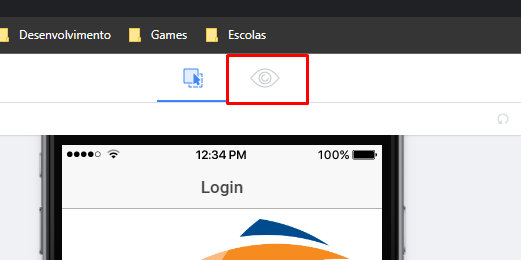 Desenvolvimento Games Escolas
12:34 PM 100%
Login